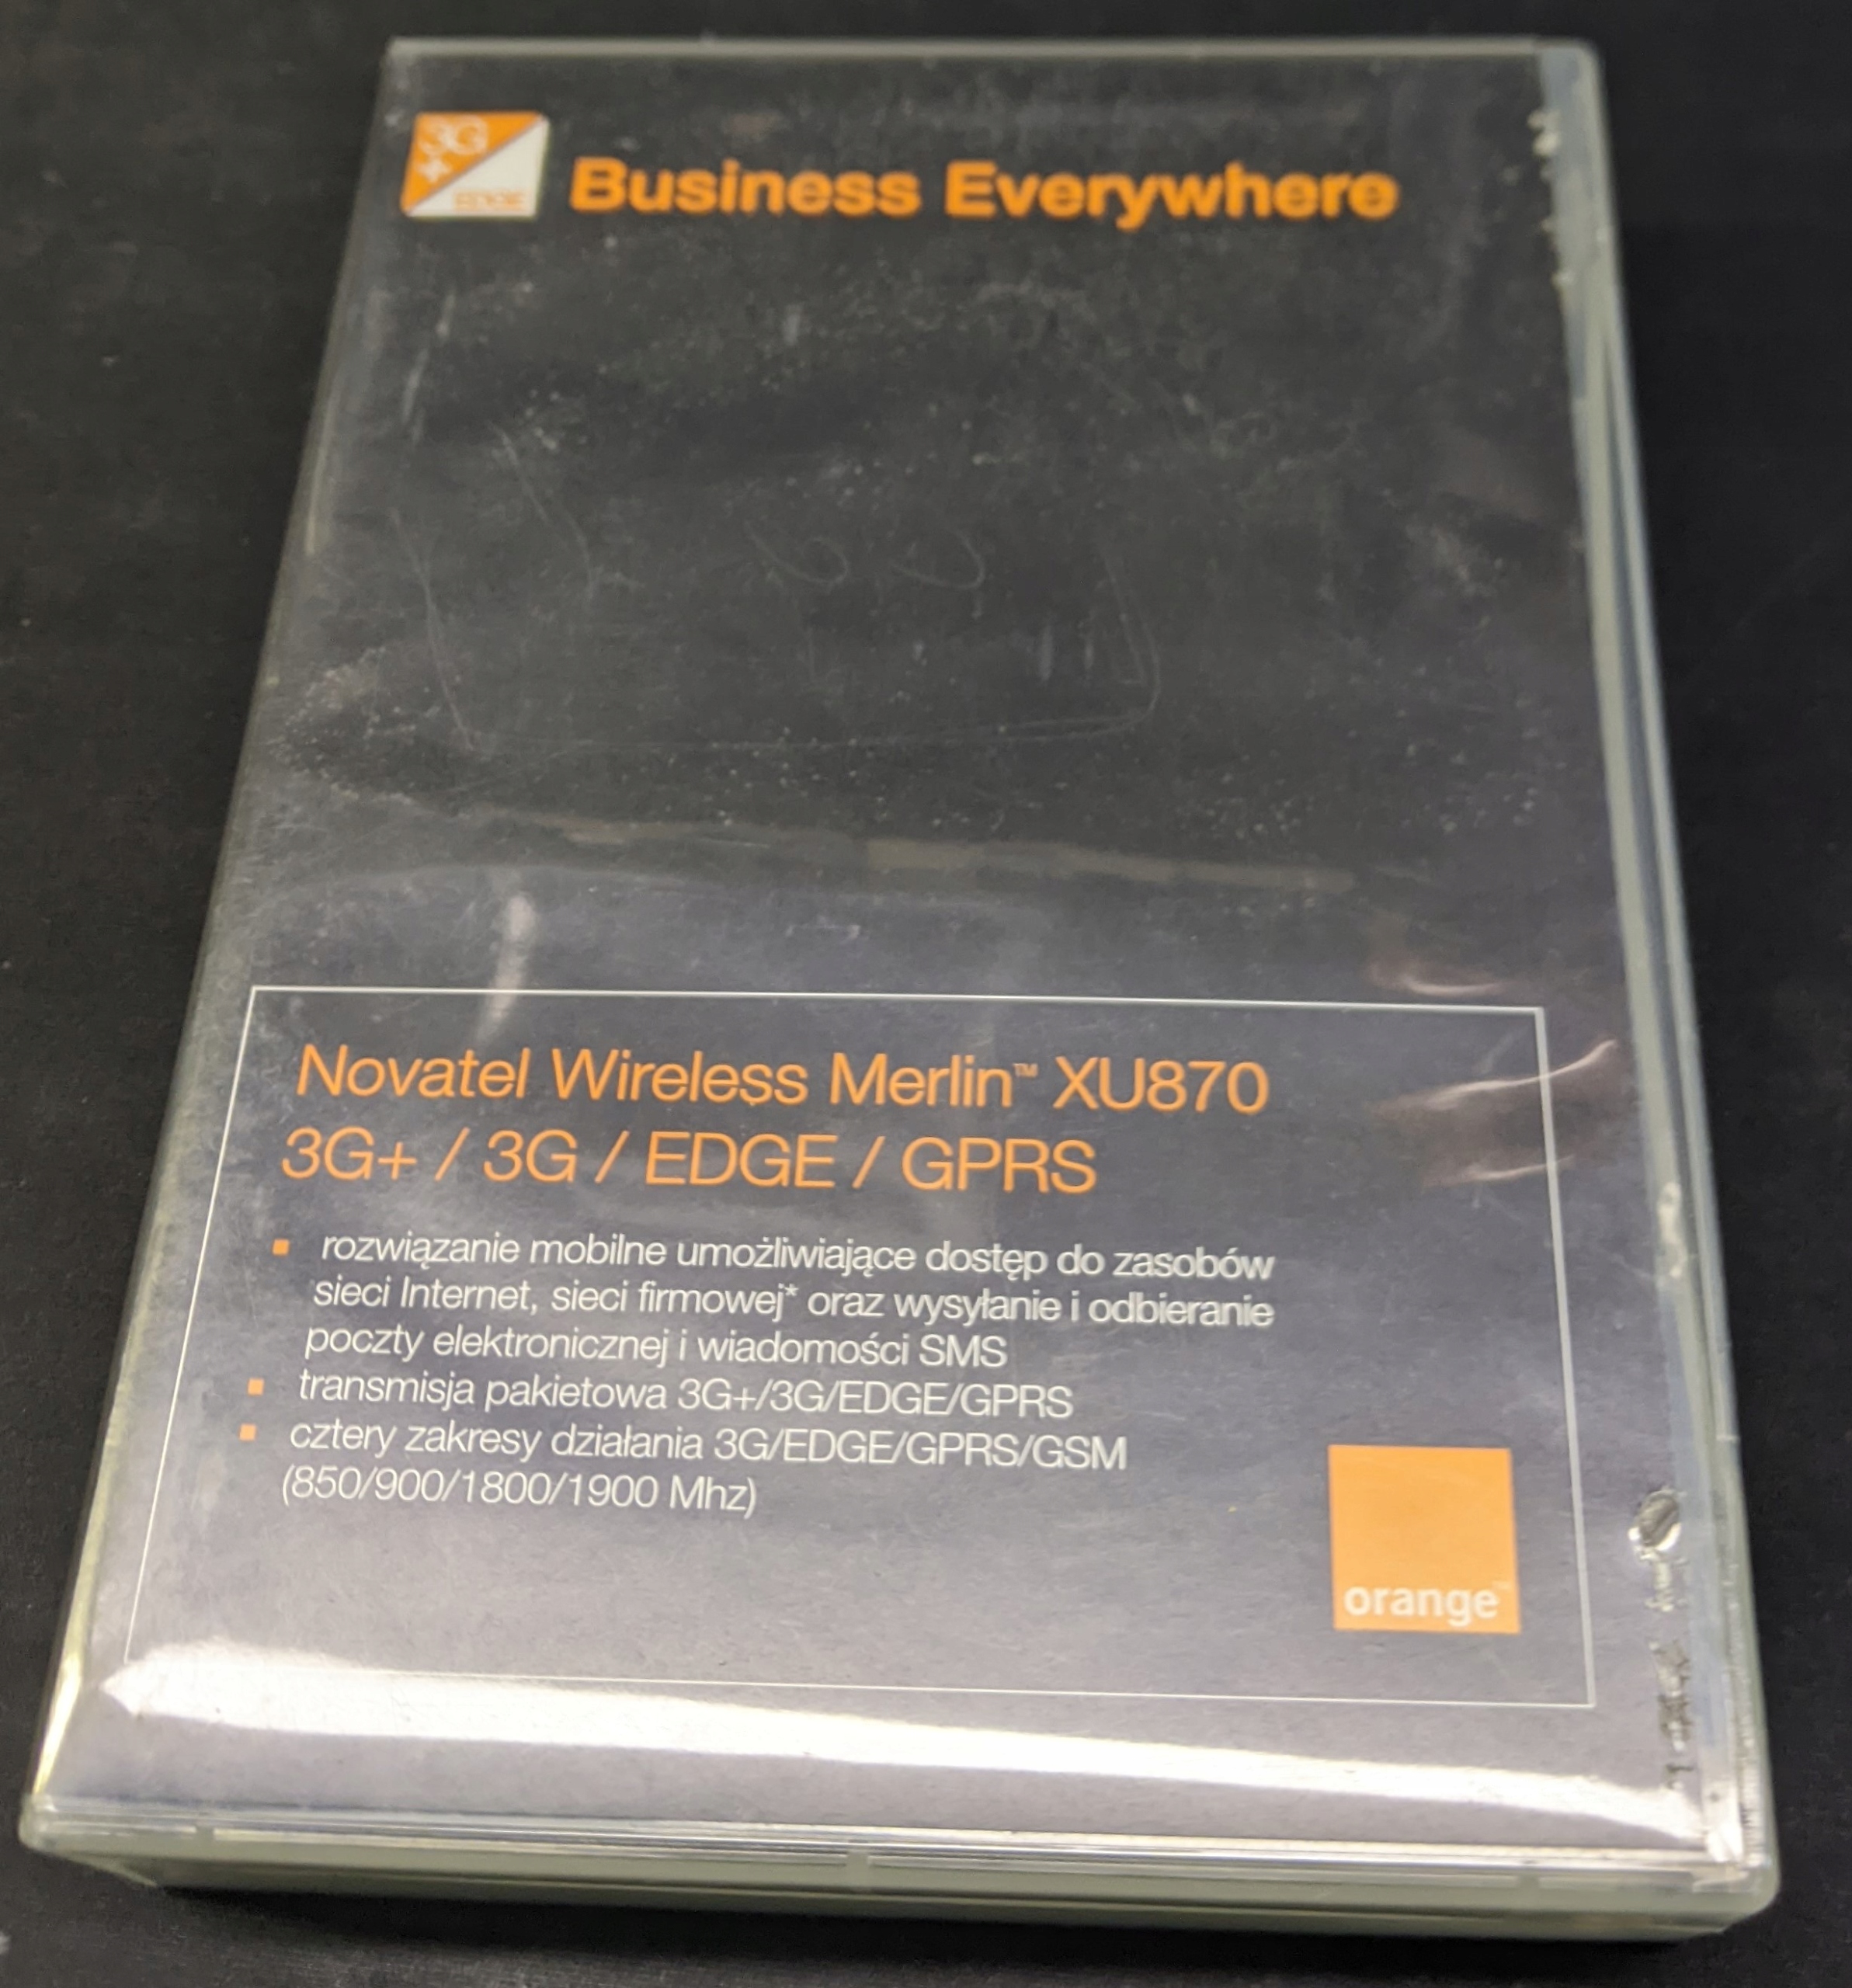 3G
+
EDGE
Business Everywhere
Novatel Wireless Merlin™ XU870
3G+ / 3G / EDGE / GPRS
rozwiązanie mobilne umożliwiające dostęp do zasobów
sieci Internet, sieci firmowej* oraz wysyłanie i odbieranie
poczty elektronicznej i wiadomości SMS
transmisja pakietowa 3G+/3G/EDGE/GPRS
cztery zakresy działania 3G/EDGE/GPRS/GSM
(850/900/1800/1900 Mhz)
orange™